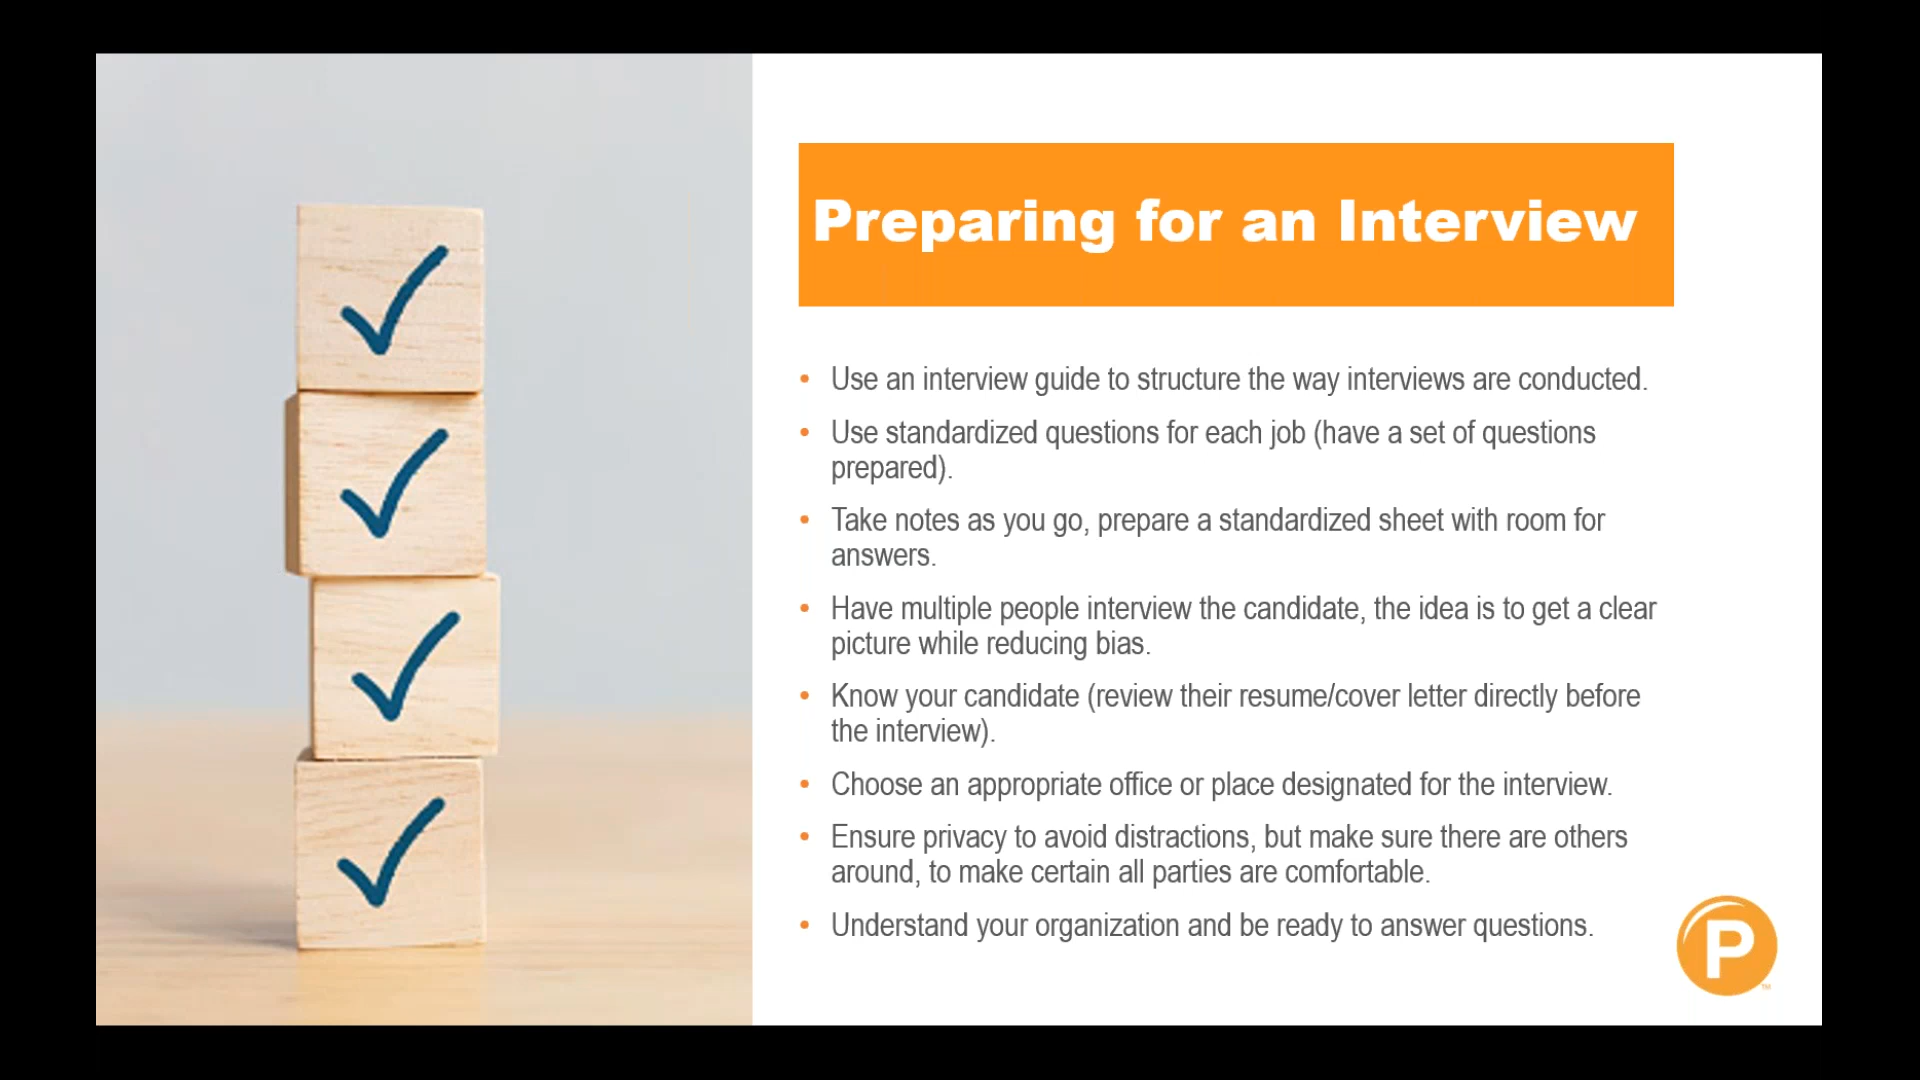 Preparing for an Interview
• Use an interview guide to structure the way interviews are conducted.
• Use standardized questions for each job (have a set of questions
prepared).
• Take notes as you go, prepare a standardized sheet with room for
answers.
• Have multiple people interview the candidate, the idea is to get a clear
picture while reducing bias.
• Know your candidate (review their resume/cover letter directly before
the interview).
• Choose an appropriate office or place designated for the interview.
• Ensure privacy to avoid distractions, but make sure there are others
around, to make certain all parties are comfortable.
• Understand your organization and be ready to answer questions.
P
™